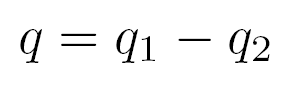 q = q₁ − q₂